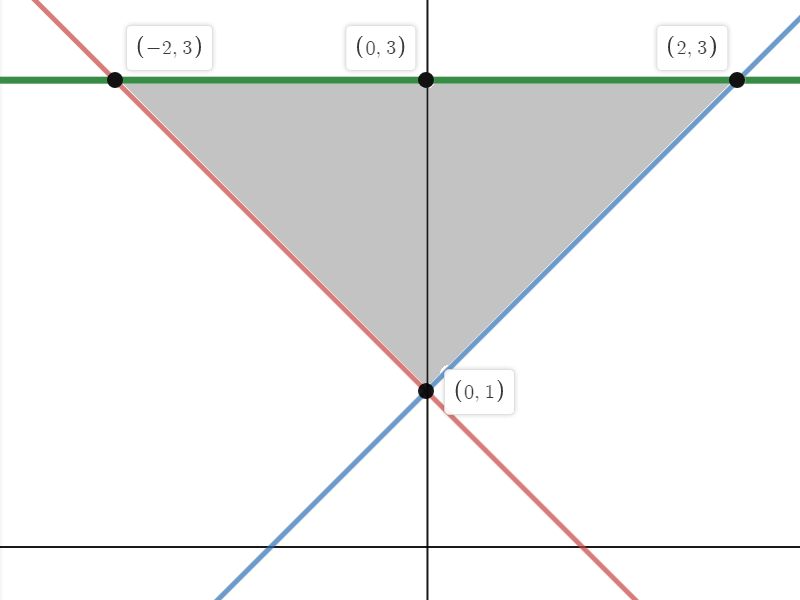 (−2, 3)
(0, 3)
(2, 3)
(0, 1)